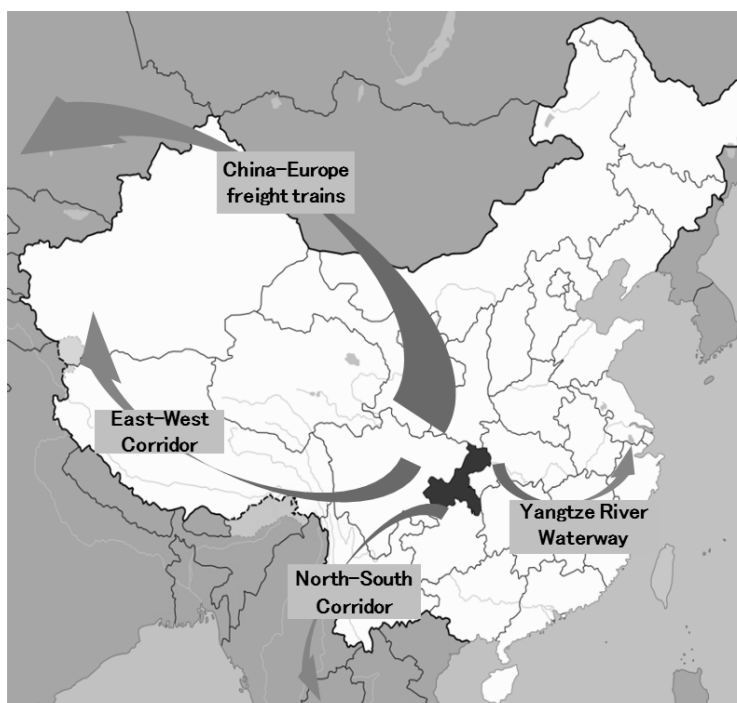 China-Europe
freight trains
East-West
Corridor
Yangtze River
Waterway
North-South
Corridor